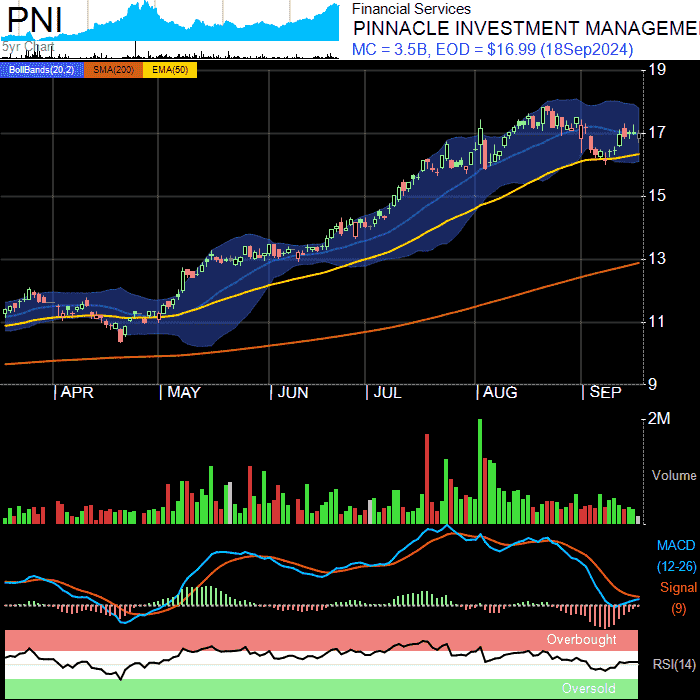 PNI
5yr Chart
Financial Services
PINNACLE INVESTMENT MANAGEME
MC = 3.5B, EOD = $16.99 (18Sep2024)
BollBands(20,2) SMA(200) EMA(50)
19
17
15
13
11
9
APR MAY JUN JUL AUG SEP
2M
Volume
MACD
(12-26)
Signal
(9)
Overbought
RSI(14)
Oversold